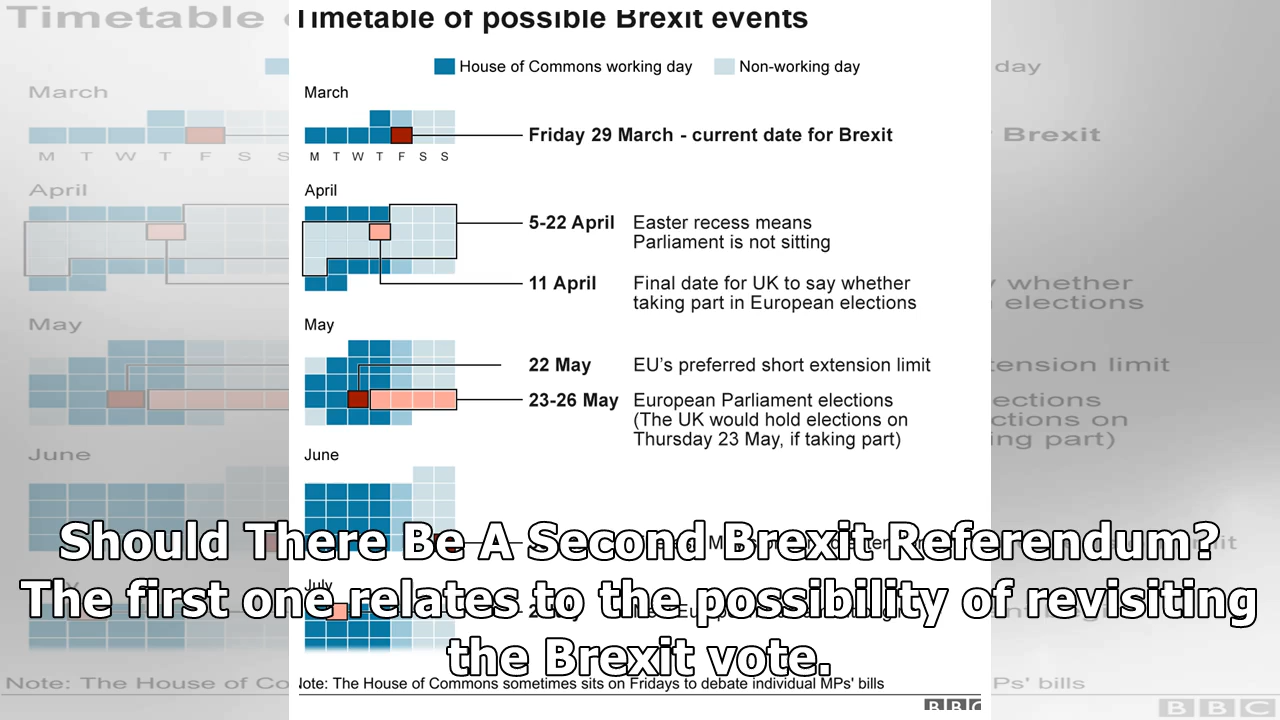 Timetable of possible Brexit events
House of Commons working day
Non-working day
March
Friday 29 March - current date for Brexit
M T W T F S S
April
5-22 April Easter recess means
Parliament is not sitting
11 April Final date for UK to say whether
taking part in European elections
May
22 May EU's preferred short extension limit
23-26 May European Parliament elections
(The UK would hold elections on
Thursday 23 May, if taking part)
June
Should There Be A Second Brexit Referendum?
July
The first one relates to the possibility of revisiting
the Brexit vote.
Note: The House of Commons sometimes sits on Fridays to debate individual MPs' bills
BBC